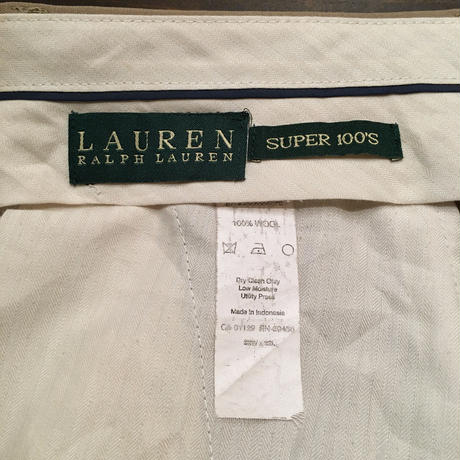 LAUREN
RALPH LAUREN
SUPER 100'S
100% WOOL
Dry Clean Only
Low Moisture
Utility Press
Made in Indonesia